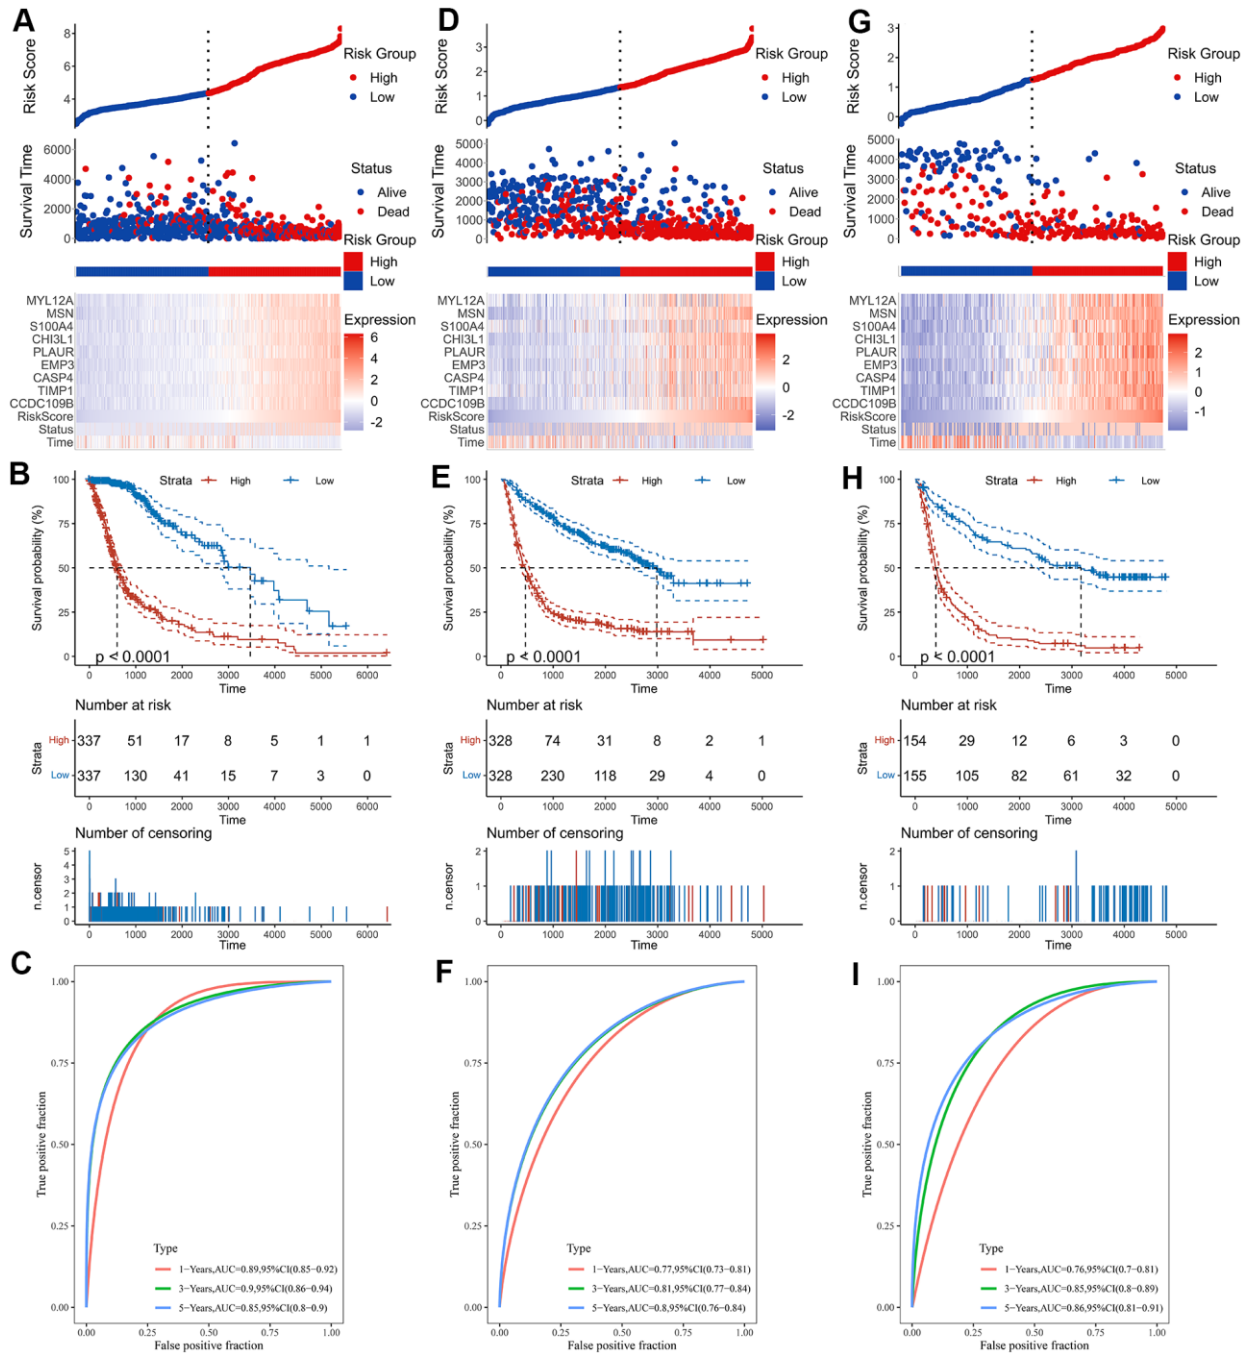 A
Risk Score
8
6
4
Risk Group
High
Low
Survival Time
6000
4000
2000
0
Status
Alive
Dead
Risk Group
High
Low
MYL12A
MSN
S100A4
CHI3L1
PLAUR
EMP3
CASP4
TIMP1
CCDC109B
RiskScore
Status
Time
Expression
6
4
2
0
-2
D
Risk Score
3
2
1
0
Risk Group
High
Low
Survival Time
5000
4000
3000
2000
1000
0
Status
Alive
Dead
Risk Group
High
Low
MYL12A
MSN
S100A4
CHI3L1
PLAUR
EMP3
CASP4
TIMP1
CCDC109B
RiskScore
Status
Time
Expression
2
0
-2
G
Risk Score
3
2
1
0
Risk Group
High
Low
Survival Time
5000
4000
3000
2000
1000
0
Status
Alive
Dead
Risk Group
High
Low
MYL12A
MSN
S100A4
CHI3L1
PLAUR
EMP3
CASP4
TIMP1
CCDC109B
RiskScore
Status
Time
Expression
2
1
0
-1
B
Strata High Low
Survival probability (%)
100
75
50
25
0
p < 0.0001
0 1000 2000 3000 4000 5000 6000
Time
Number at risk
Strata
High 337 51 17 8 5 1 1
Low 337 130 41 15 7 3 0
0 1000 2000 3000 4000 5000 6000
Time
Number of censoring
n.censor
5
4
3
2
1
0
0 1000 2000 3000 4000 5000 6000
Time
E
Strata High Low
Survival probability (%)
100
75
50
25
0
p < 0.0001
0 1000 2000 3000 4000 5000
Time
Number at risk
Strata
High 328 74 31 8 2 1
Low 328 230 118 29 4 0
0 1000 2000 3000 4000 5000
Time
Number of censoring
n.censor
2
1
0
0 1000 2000 3000 4000 5000
Time
H
Strata High Low
Survival probability (%)
100
75
50
25
0
p < 0.0001
0 1000 2000 3000 4000 5000
Time
Number at risk
Strata
High 154 29 12 6 3 0
Low 155 105 82 61 32 0
0 1000 2000 3000 4000 5000
Time
Number of censoring
n.censor
2
1
0
0 1000 2000 3000 4000 5000
Time
C
True positive fraction
1.00
0.75
0.50
0.25
0.00
Type
1−Years,AUC=0.89,95%CI(0.85−0.92)
3−Years,AUC=0.9,95%CI(0.86−0.94)
5−Years,AUC=0.85,95%CI(0.8−0.9)
0.00 0.25 0.50 0.75 1.00
False positive fraction
F
True positive fraction
1.00
0.75
0.50
0.25
0.00
Type
1−Years,AUC=0.77,95%CI(0.73−0.81)
3−Years,AUC=0.81,95%CI(0.77−0.84)
5−Years,AUC=0.8,95%CI(0.76−0.84)
0.00 0.25 0.50 0.75 1.00
False positive fraction
I
True positive fraction
1.00
0.75
0.50
0.25
0.00
Type
1−Years,AUC=0.76,95%CI(0.7−0.81)
3−Years,AUC=0.85,95%CI(0.8−0.89)
5−Years,AUC=0.86,95%CI(0.81−0.91)
0.00 0.25 0.50 0.75 1.00
False positive fraction